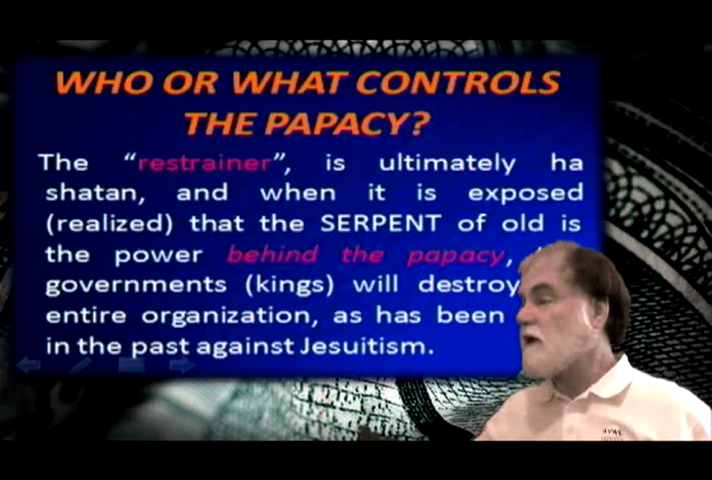 WHO OR WHAT CONTROLS
THE PAPACY?
The “restrainer”, is ultimately ha
shatan, and when it is exposed
(realized) that the SERPENT of old is
the power behind the papacy,
governments (kings) will destroy
entire organization, as has been
in the past against Jesuitism.